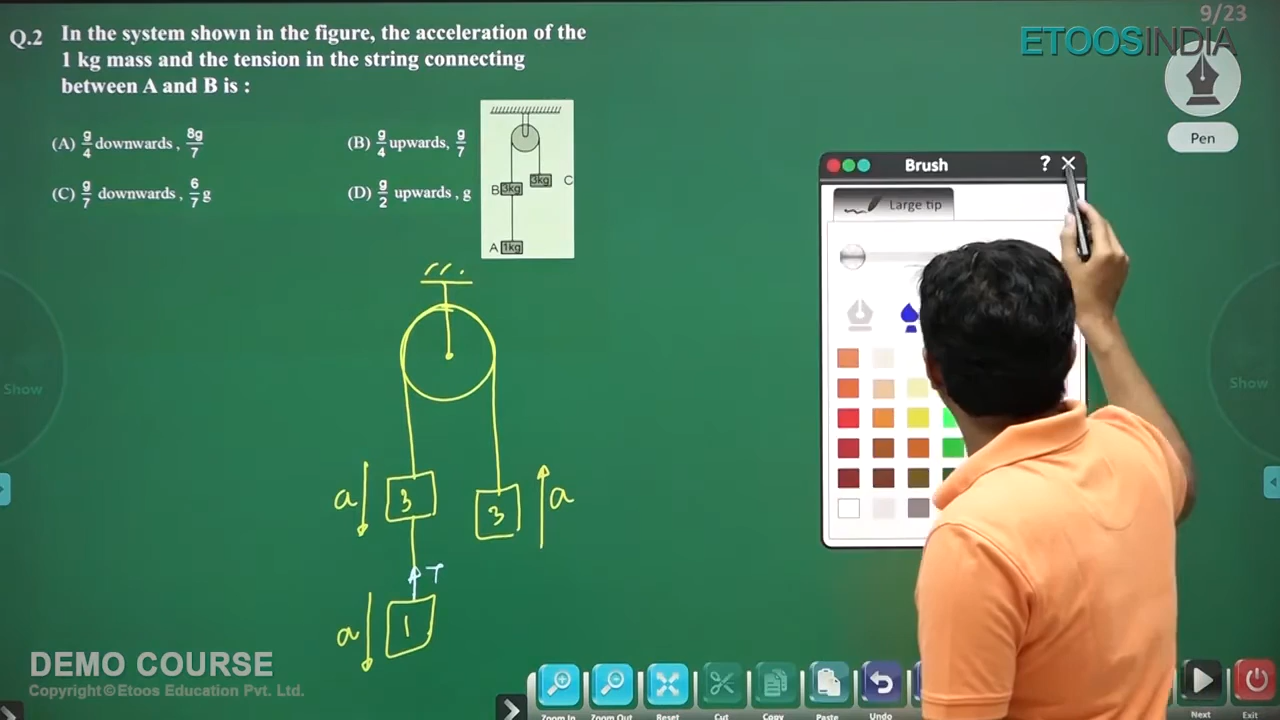 9/23
ETOOSINDIA
Q.2 In the system shown in the figure, the acceleration of the
1 kg mass and the tension in the string connecting
between A and B is :
(A) g/4 downwards , 8g/7
(B) g/4 upwards, g/7
(C) g/7 downwards , 6/7 g
(D) g/2 upwards , g
B 3kg
3kg C
A 1kg
Pen
Brush ?
Large tip
Show
Show
a
3
3
a
T
a
1
DEMO COURSE
Copyright © Etoos Education Pvt. Ltd.
Zoom In
Zoom Out
Reset
Cut
Copy
Paste
Undo
Next
Exit